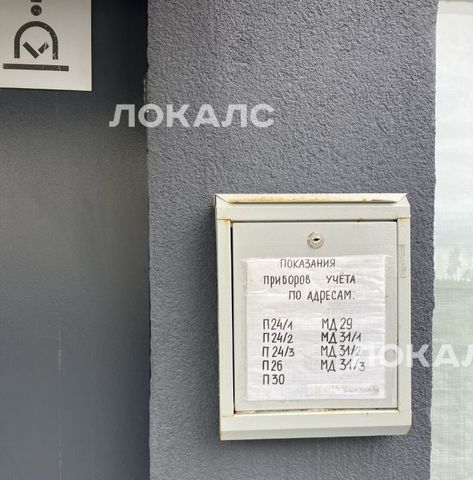 ЛОКАЛС
ПОКАЗАНИЯ
приборов УЧЁТА
ПО АДРЕСАМ:
П24/1 МД 29
П24/2 МД 31/1
П24/3 МД 31/2
П26 МД 31/3
П30
ЛОКАЛС